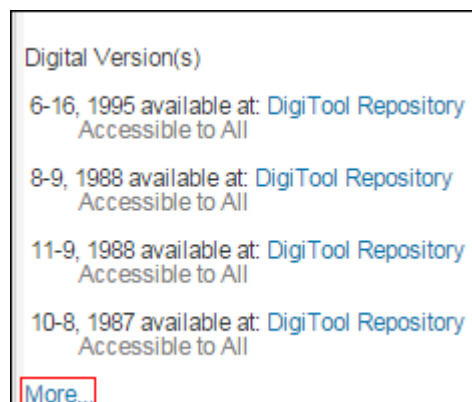 Digital Version(s)
6-16, 1995 available at: DigiTool Repository
Accessible to All
8-9, 1988 available at: DigiTool Repository
Accessible to All
11-9, 1988 available at: DigiTool Repository
Accessible to All
10-8, 1987 available at: DigiTool Repository
Accessible to All
More...